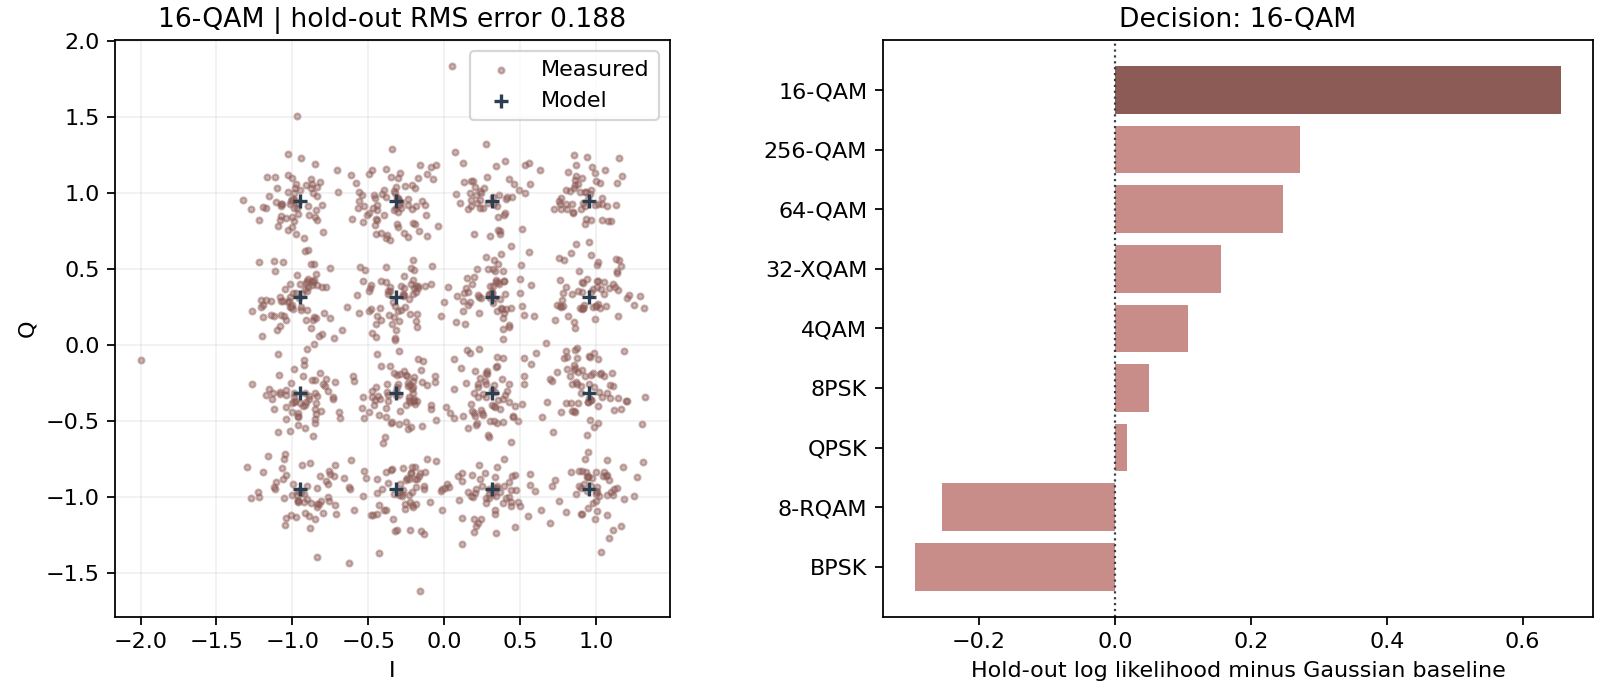 16-QAM | hold-out RMS error 0.188
Measured
Model
2.0
1.5
1.0
0.5
0.0
−0.5
−1.0
−1.5
Q
−2.0 −1.5 −1.0 −0.5 0.0 0.5 1.0
I
Decision: 16-QAM
16-QAM
256-QAM
64-QAM
32-XQAM
4QAM
8PSK
QPSK
8-RQAM
BPSK
−0.2 0.0 0.2 0.4 0.6
Hold-out log likelihood minus Gaussian baseline